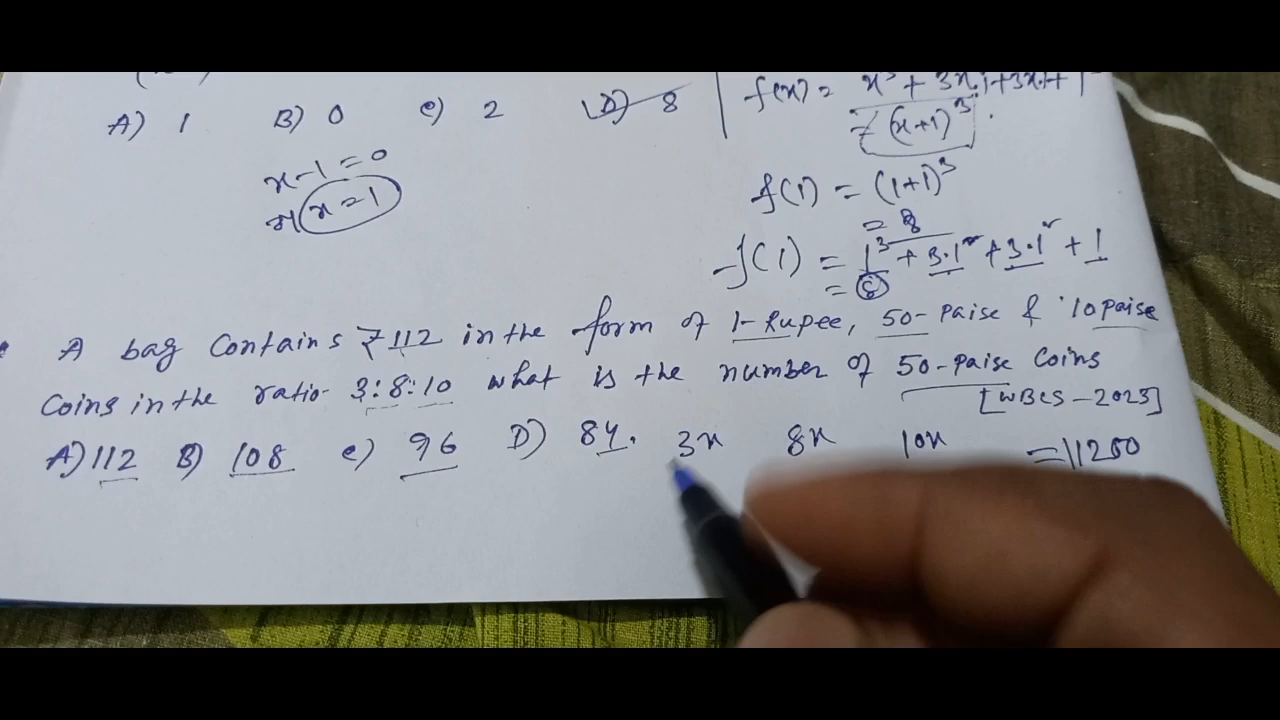 A) 1 B) 0 c) 2 (D) 8
x-1=0
x=1
f(x) = x³ + 3x.1+3x.1+1
(x+1)³.
f(1) = (1+1)³
= 8
f(1) = 1³ + 3.1² + 3.1² + 1
= 8
A bag Contains ₹112 in the form of 1-Rupee, 50-Paise & 10 Paise
Coins in the ratio- 3:8:10 what is the number of 50-paise Coins
[WBCS-2023]
A) 112 B) 108 c) 96 D) 84. 3x 8x 10x = 11200